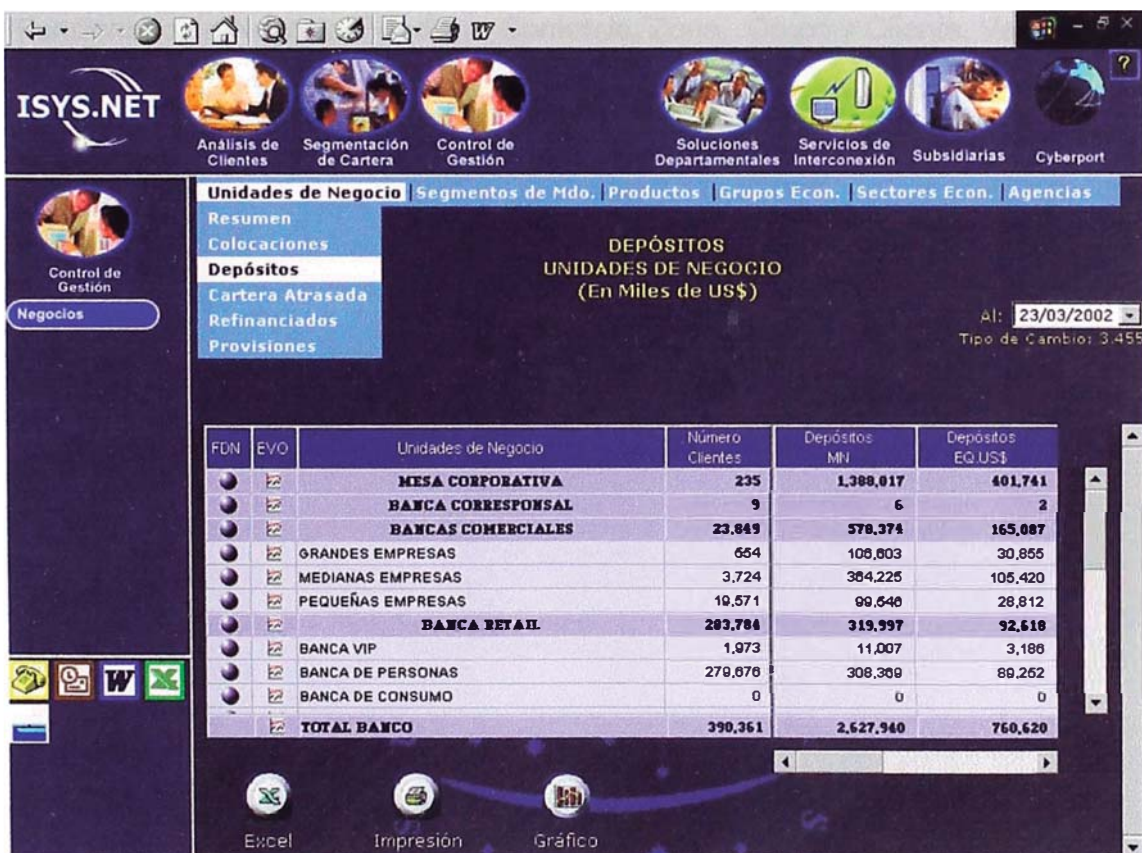 ISYS.NET
Análisis de Clientes
Segmentación de Cartera
Control de Gestión
Soluciones Departamentales
Servicios de Interconexión
Subsidiarias
Cyberport
?
Control de Gestión
Negocios
Unidades de Negocio | Segmentos de Mdo. | Productos | Grupos Econ. | Sectores Econ. | Agencias
Resumen
Colocaciones
Depósitos
Cartera Atrasada
Refinanciados
Provisiones
DEPÓSITOS
UNIDADES DE NEGOCIO
(En Miles de US$)
Al: 23/03/2002
Tipo de Cambio: 3.455
FDN EVO Unidades de Negocio Número Clientes Depósitos MN Depósitos EQ.US$
MESA CORPORATIVA 235 1,388,017 401,741
BANCA CORRESPONSAL 9 6 2
BANCAS COMERCIALES 23,849 578,374 165,087
GRANDES EMPRESAS 554 106,603 30,855
MEDIANAS EMPRESAS 3,724 364,225 105,420
PEQUEÑAS EMPRESAS 19,571 99,546 28,812
BANCA RETAIL 283,784 319,997 92,618
BANCA VIP 1,973 11,007 3,186
BANCA DE PERSONAS 279,676 308,369 89,252
BANCA DE CONSUMO 0 0 0
TOTAL BANCO 390,361 2,627,940 760,620
Excel
Impresión
Gráfico